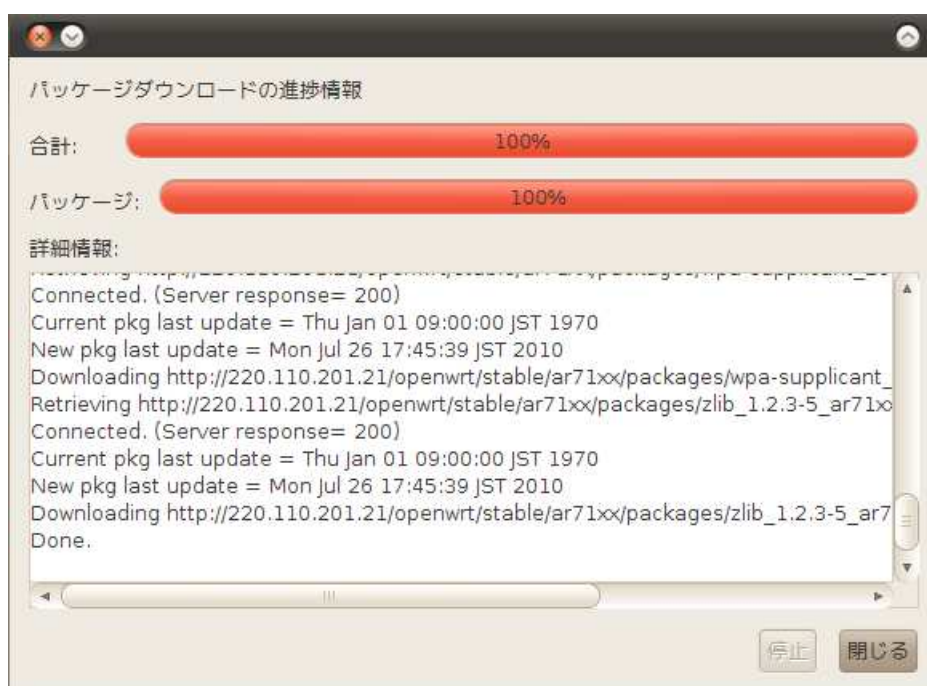 パッケージダウンロードの進捗情報
合計:
100%
パッケージ:
100%
詳細情報:
Connected. (Server response= 200)
Current pkg last update = Thu Jan 01 09:00:00 JST 1970
New pkg last update = Mon Jul 26 17:45:39 JST 2010
Downloading http://220.110.201.21/openwrt/stable/ar71xx/packages/wpa-supplicant_
Retrieving http://220.110.201.21/openwrt/stable/ar71xx/packages/zlib_1.2.3-5_ar71xx
Connected. (Server response= 200)
Current pkg last update = Thu Jan 01 09:00:00 JST 1970
New pkg last update = Mon Jul 26 17:45:39 JST 2010
Downloading http://220.110.201.21/openwrt/stable/ar71xx/packages/zlib_1.2.3-5_ar7
Done.
停止
閉じる